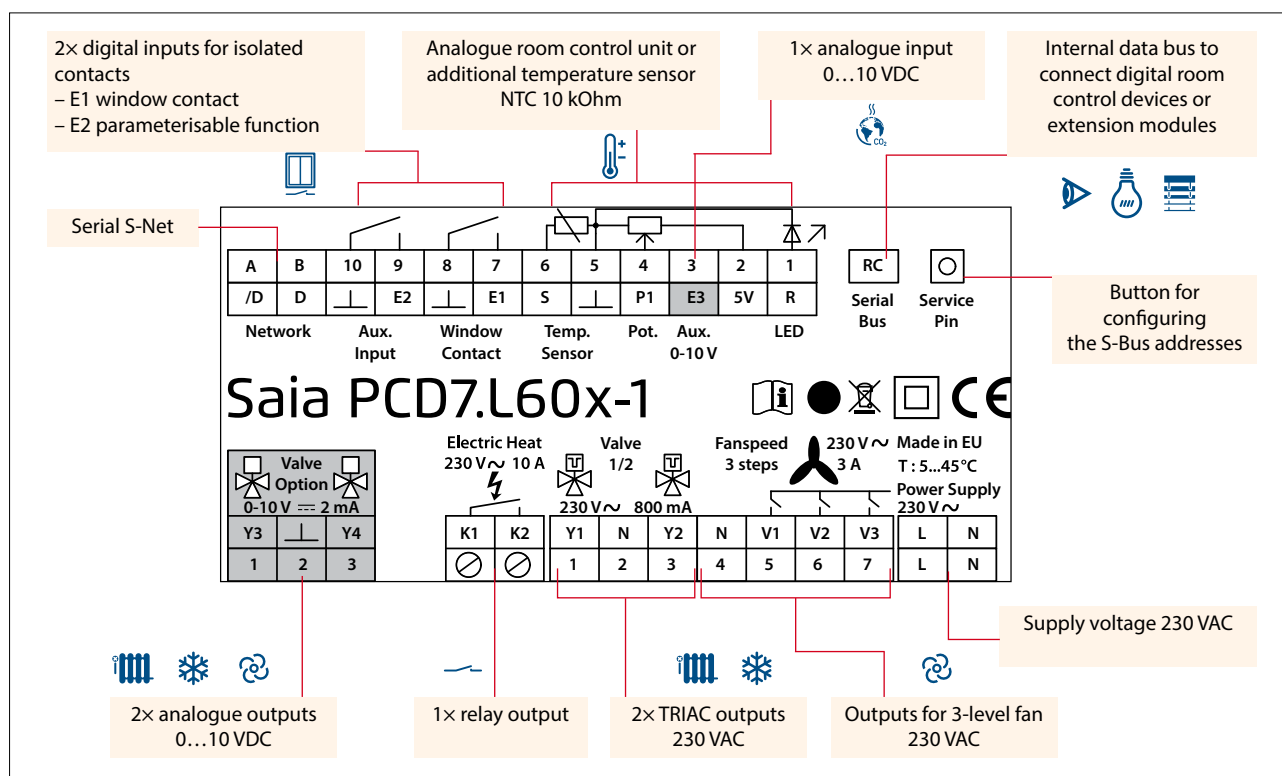 2× digital inputs for isolated
contacts
– E1 window contact
– E2 parameterisable function
Analogue room control unit or
additional temperature sensor
NTC 10 kOhm
1× analogue input
0…10 VDC
Internal data bus to
connect digital room
control devices or
extension modules
CO2
+
–
Serial S-Net
A B 10 9 8 7 6 5 4 3 2 1
/D D E2 E1 S P1 E3 5V R
Network
Aux.
Input
Window
Contact
Temp.
Sensor
Pot.
Aux.
0-10 V
LED
RC
Serial
Bus
Service
Pin
Button for
configuring
the S-Bus addresses
Saia PCD7.L60x-1
i
CE
Valve
Option
0-10 V 2 mA
Y3 Y4
1 2 3
Electric Heat
230 V~ 10 A
K1 K2
Valve
1/2
230 V~ 800 mA
Fanspeed
3 steps
230 V~
3 A
Made in EU
T : 5...45°C
Power Supply
230 V~
Y1 N Y2 N V1 V2 V3 L N
1 2 3 4 5 6 7 L N
Supply voltage 230 VAC
2× analogue outputs
0…10 VDC
1× relay output
2× TRIAC outputs
230 VAC
Outputs for 3-level fan
230 VAC